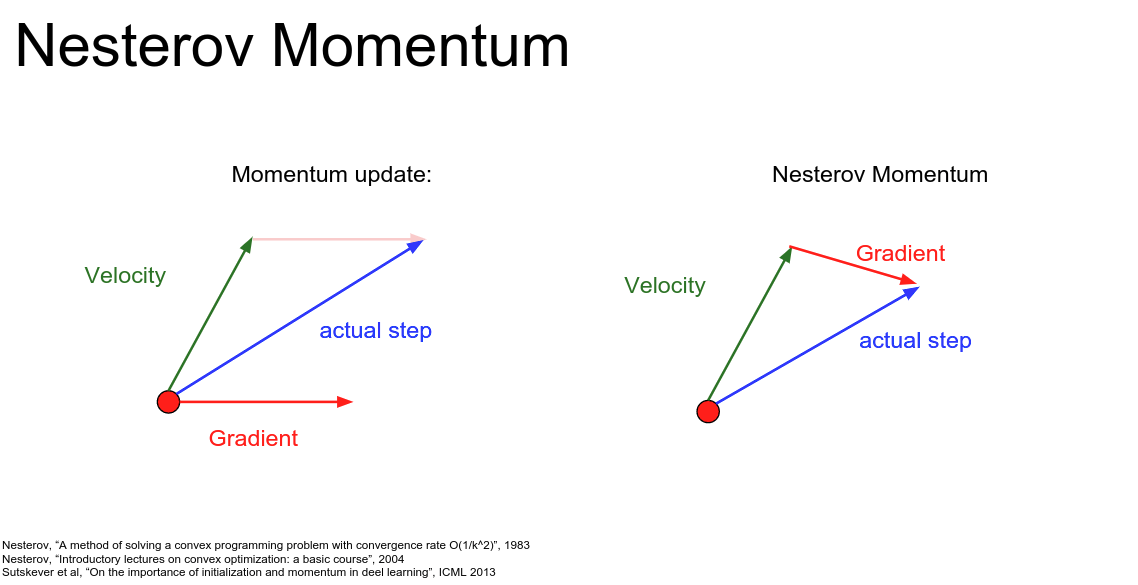 Nesterov Momentum
Momentum update:
Velocity
actual step
Gradient
Nesterov Momentum
Gradient
Velocity
actual step
Nesterov, “A method of solving a convex programming problem with convergence rate O(1/k^2)”, 1983
Nesterov, “Introductory lectures on convex optimization: a basic course”, 2004
Sutskever et al, “On the importance of initialization and momentum in deel learning”, ICML 2013